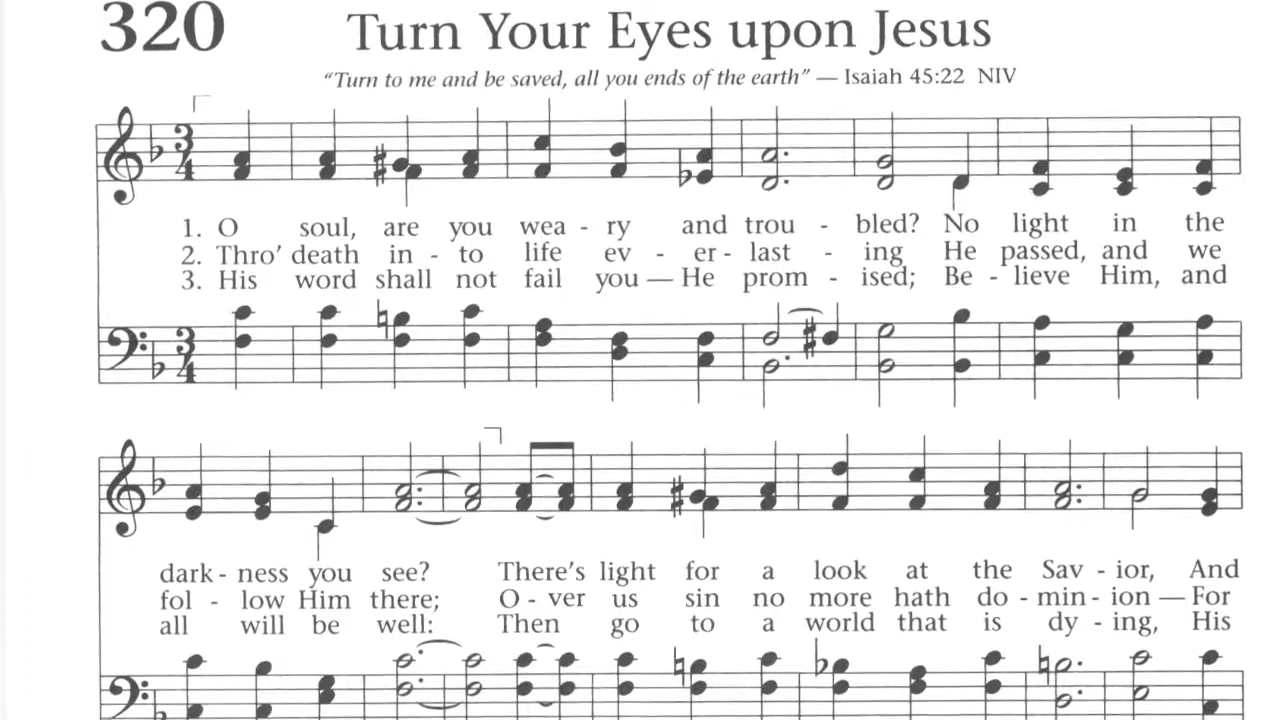 320 Turn Your Eyes upon Jesus
“Turn to me and be saved, all you ends of the earth” — Isaiah 45:22 NIV
3 4
1. O soul, are you wea - ry and trou - bled? No light in the
2. Thro’ death in - to life ev - er - last - ing He passed, and we
3. His word shall not fail you — He prom - ised; Be - lieve Him, and
3 4
dark - ness you see? There’s light for a look at the Sav - ior, And
fol - low Him there; O - ver us sin no more hath do - min - ion — For
all will be well: Then go to a world that is dy - ing, His